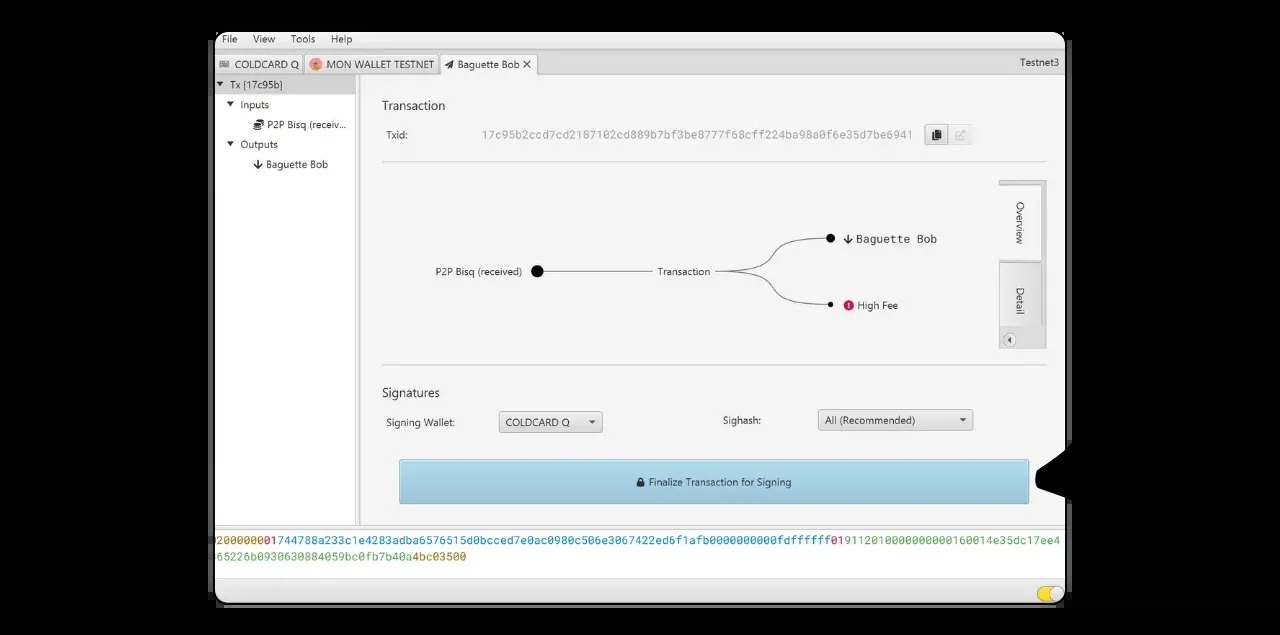 File View Tools Help
COLDCARD Q MON WALLET TESTNET Baguette Bob Testnet3
Tx [17c95b]
Inputs
P2P Bisq (receiv...
Outputs
Baguette Bob
Transaction
Txid: 17c95b2ccd7cd2187102cd889b7bf3be8777f68cff224ba98a0f6e35d7be6941
Overview
Baguette Bob
P2P Bisq (received) Transaction
Detail
High Fee
Signatures
Signing Wallet: COLDCARD Q Sighash: All (Recommended)
Finalize Transaction for Signing
02000000001744788a233c1e4283adba6576515d0bcced7e0ac0980c506e3067422ed6f1afb0000000000fdffffff019112010000000000160014e35dc17ee4
65226b0930630884059bc0fb7b40a4bc03500